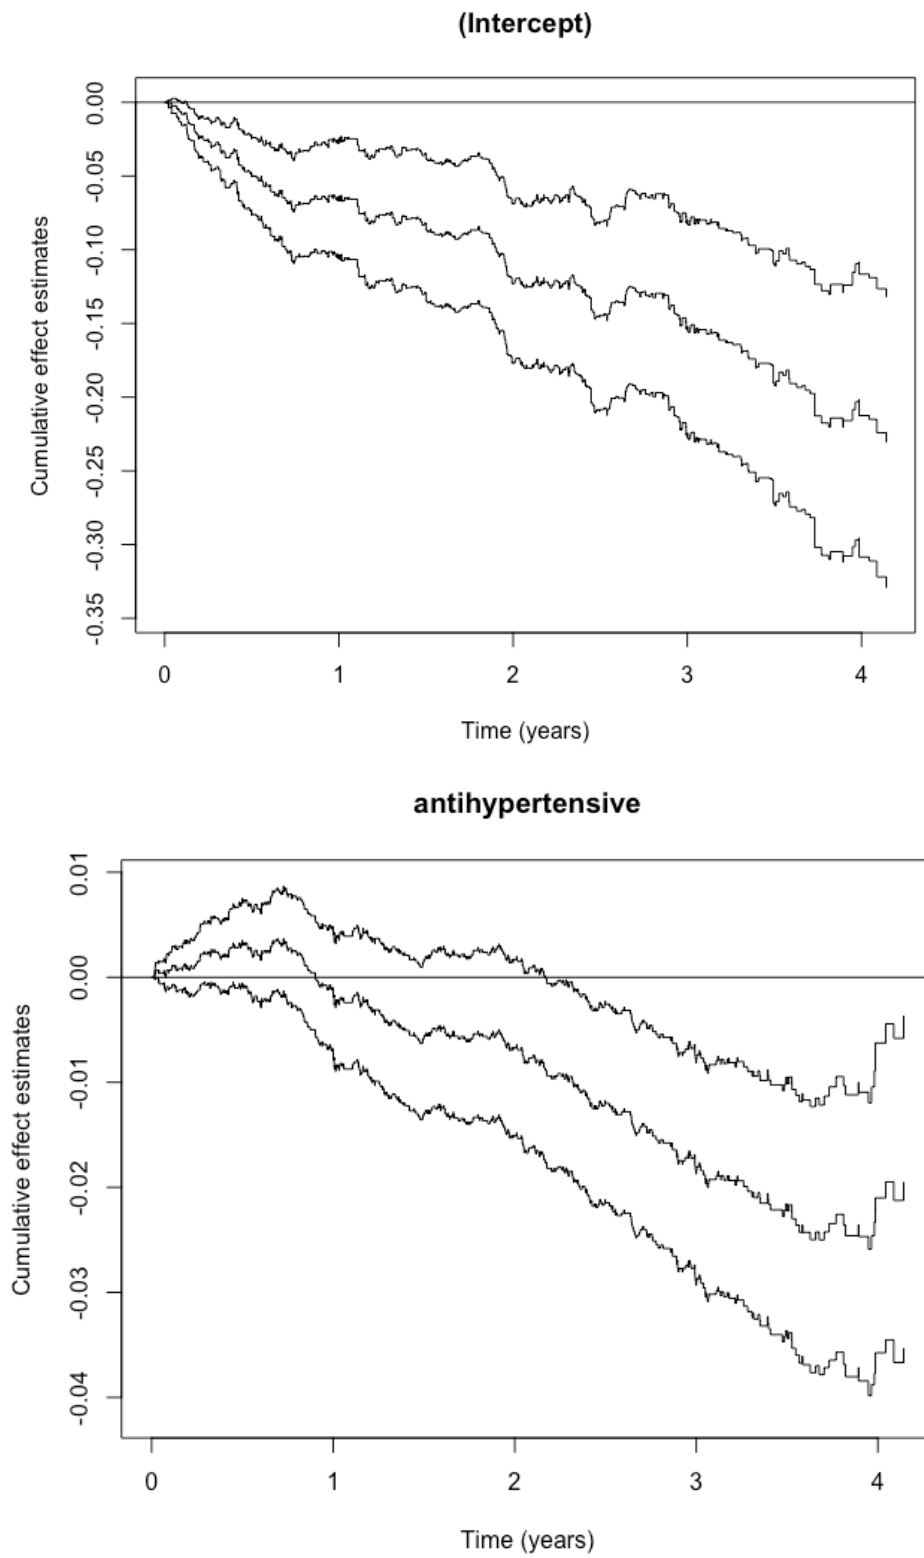 (Intercept)
Cumulative effect estimates
0.00
-0.05
-0.10
-0.15
-0.20
-0.25
-0.30
-0.35
0 1 2 3 4
Time (years)
antihypertensive
Cumulative effect estimates
0.01
0.00
-0.01
-0.02
-0.03
-0.04
0 1 2 3 4
Time (years)